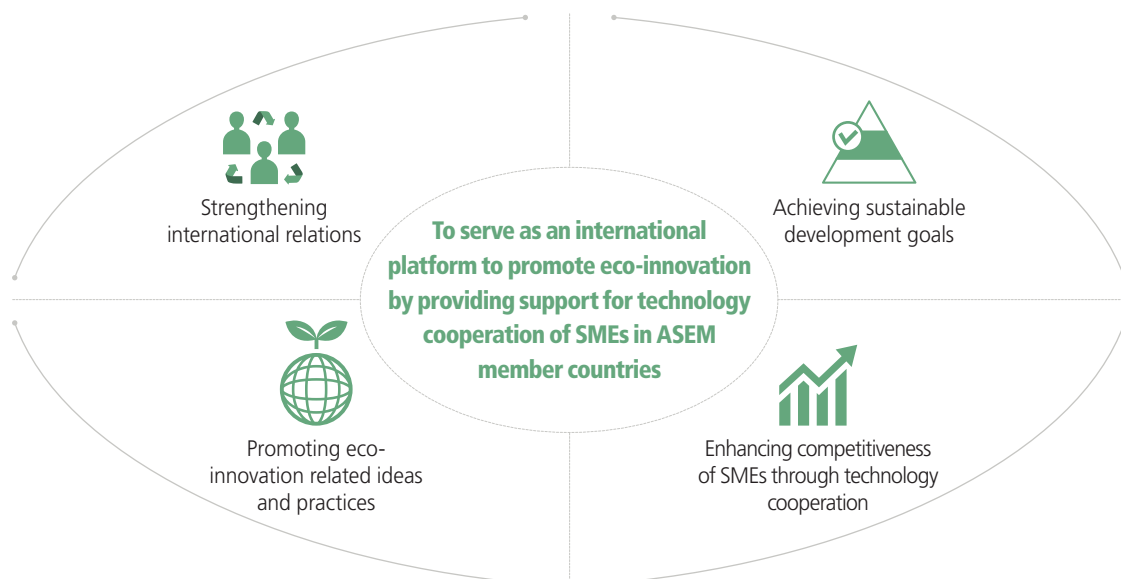 Strengthening
international relations
Achieving sustainable
development goals
To serve as an international
platform to promote eco-innovation
by providing support for technology
cooperation of SMEs in ASEM
member countries
Promoting eco-
innovation related ideas
and practices
Enhancing competitiveness
of SMEs through technology
cooperation